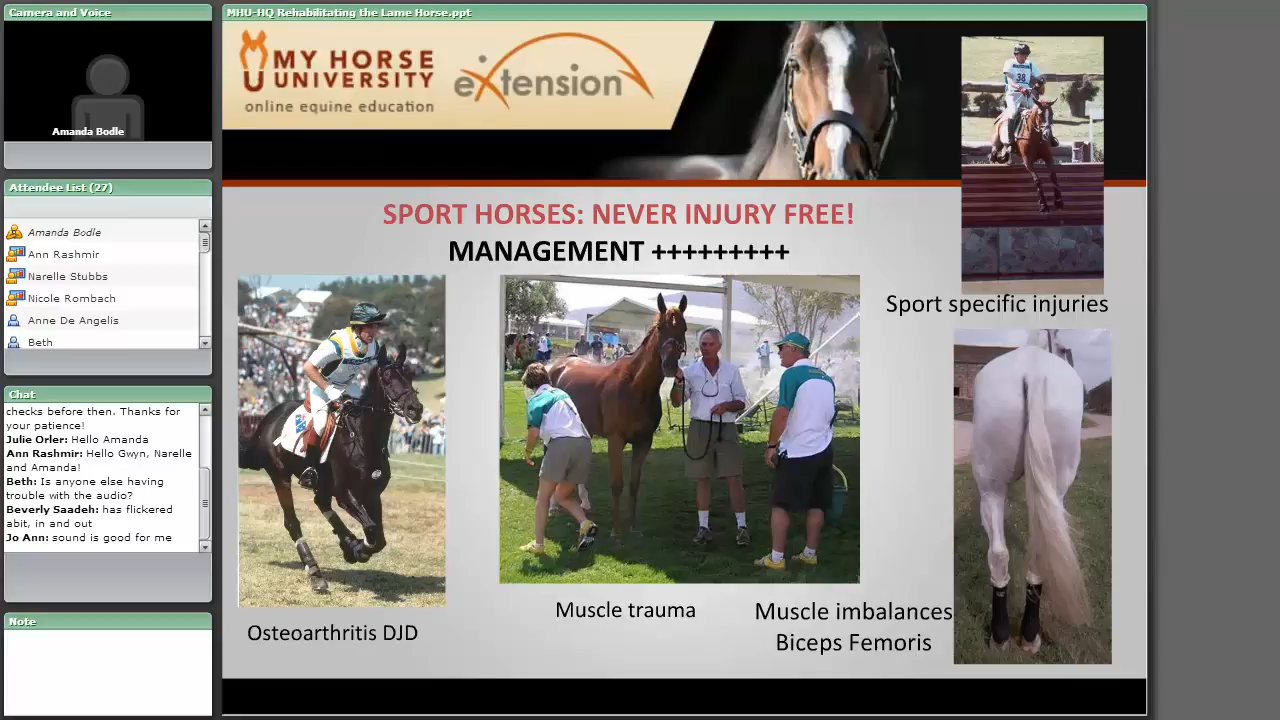 Camera and Voice
Amanda Bodle
Attendee List (27)
Amanda Bodle
Ann Rashmir
Narelle Stubbs
Nicole Rombach
Anne De Angelis
Beth
Chat
checks before then. Thanks for
your patience!
Julie Orler: Hello Amanda
Ann Rashmir: Hello Gwyn, Narelle
and Amanda!
Beth: Is anyone else having
trouble with the audio?
Beverly Saadeh: has flickered
abit, in and out
Jo Ann: sound is good for me
Note
MHU-HQ Rehabilitating the Lame Horse.ppt
MY HORSE
UNIVERSITY
online equine education
eXtension
38
SPORT HORSES: NEVER INJURY FREE!
MANAGEMENT +++++++++
Sport specific injuries
Osteoarthritis DJD
Muscle trauma
Muscle imbalances
Biceps Femoris